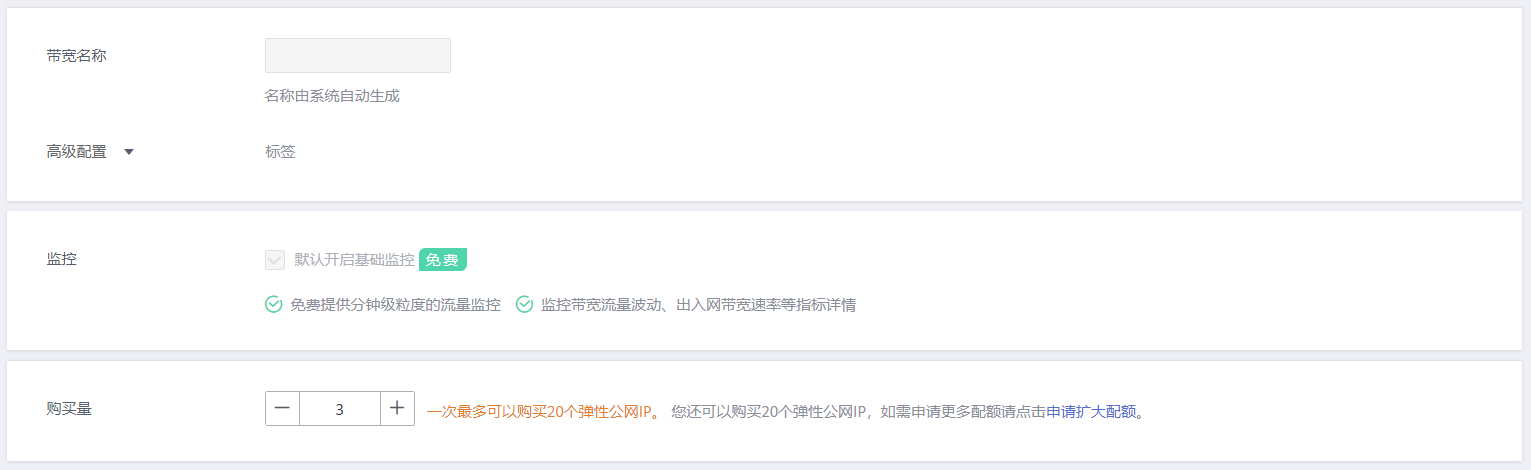 带宽名称
名称由系统自动生成
高级配置 标签
监控 默认开启基础监控 免费
免费提供分钟级粒度的流量监控 监控带宽流量波动、出入网带宽速率等指标详情
购买量 3 一次最多可以购买20个弹性公网IP。 您还可以购买20个弹性公网IP，如需申请更多配额请点击申请扩大配额。